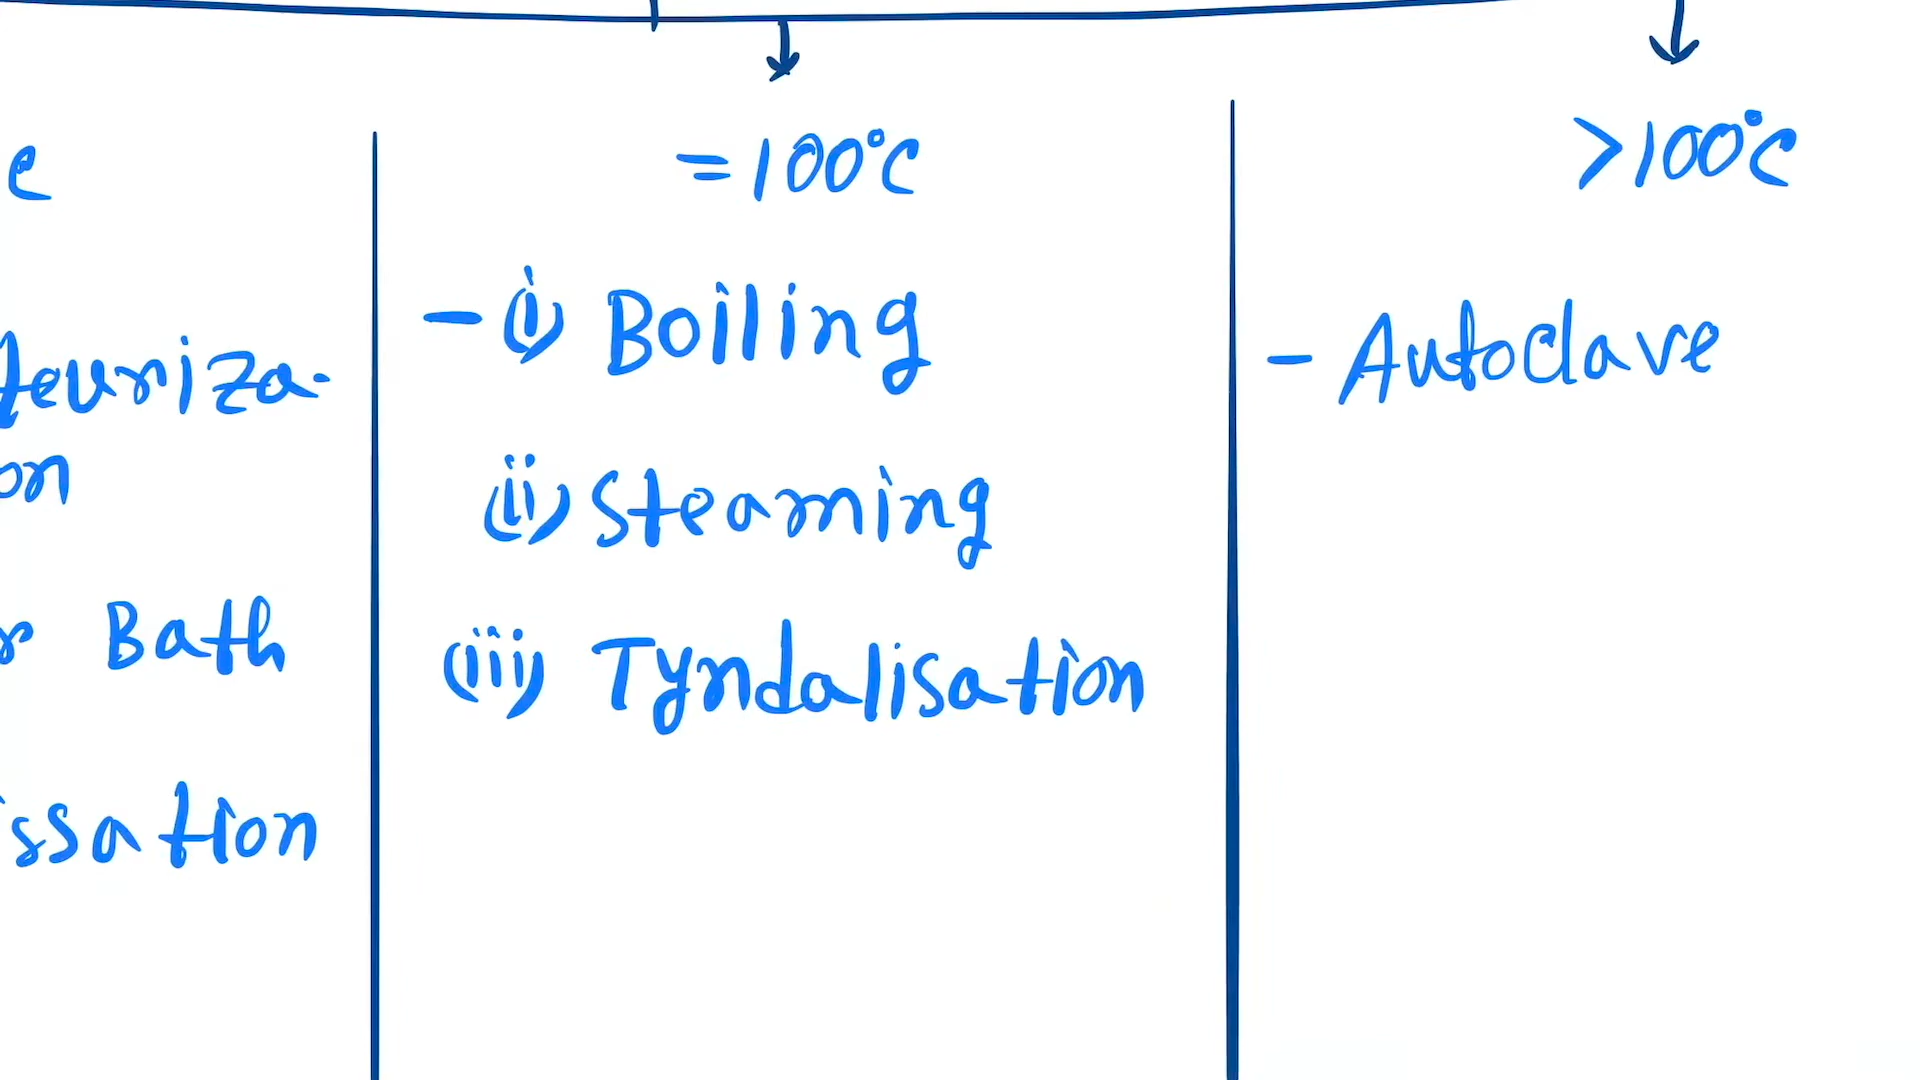 = 100°C
> 100°C
- (i) Boiling
- Autoclave
(ii) Steaming
(iii) Tyndalisation
Bath